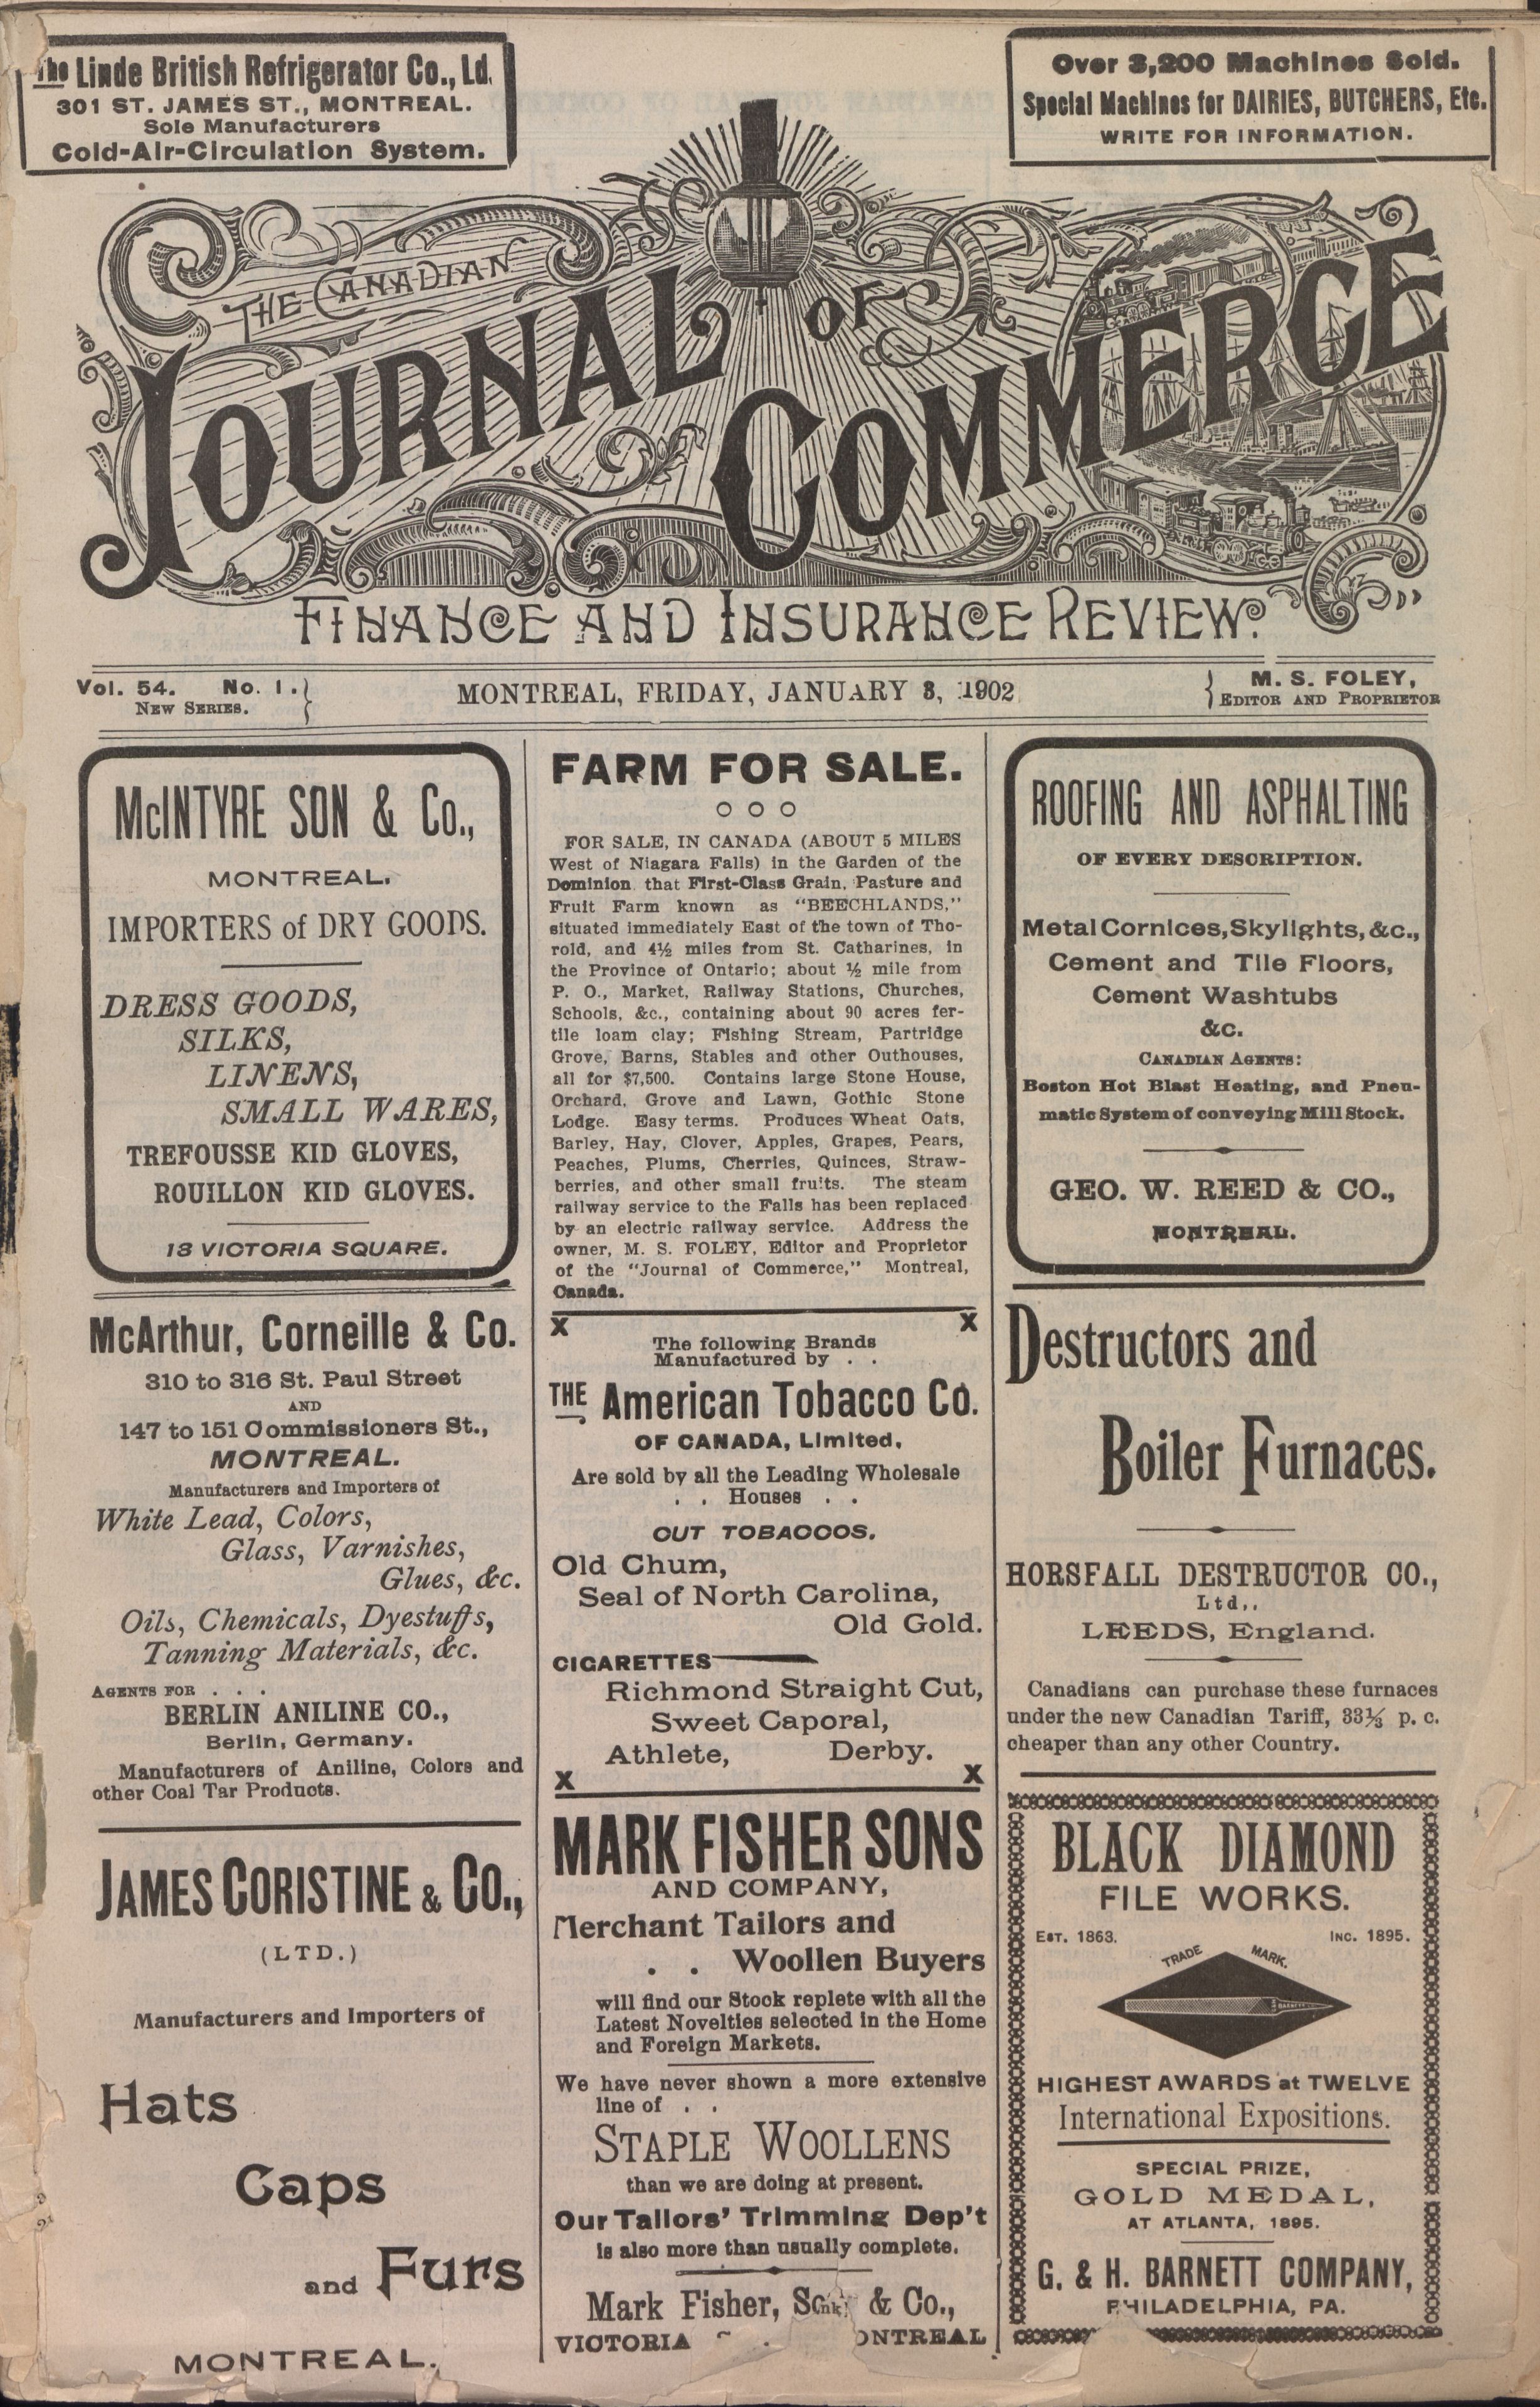 The Linde British Refrigerator Co., Ld.
301 ST. JAMES ST., MONTREAL.
Sole Manufacturers
Cold-Air-Circulation System.
Over 3,200 Machines Sold.
Special Machines for DAIRIES, BUTCHERS, Etc.
WRITE FOR INFORMATION.
THE CANADIAN
JOURNAL OF
COMMERCE
FINANCE AND INSURANCE REVIEW.
Vol. 54. No. 1.
NEW SERIES.
MONTREAL, FRIDAY, JANUARY 3, 1902
M. S. FOLEY,
EDITOR AND PROPRIETOR
McINTYRE SON & Co.,
MONTREAL.
IMPORTERS of DRY GOODS.
DRESS GOODS,
SILKS,
LINENS,
SMALL WARES,
TREFOUSSE KID GLOVES,
ROUILLON KID GLOVES.
13 VICTORIA SQUARE.
McArthur, Corneille & Co.
310 to 316 St. Paul Street
AND
147 to 151 Commissioners St.,
MONTREAL.
Manufacturers and Importers of
White Lead, Colors,
Glass, Varnishes,
Glues, &c.
Oils, Chemicals, Dyestuffs,
Tanning Materials, &c.
AGENTS FOR . . .
BERLIN ANILINE CO.,
Berlin, Germany.
Manufacturers of Aniline, Colors and
other Coal Tar Products.
JAMES CORISTINE & CO.,
(LTD.)
Manufacturers and Importers of
Hats
Caps
and Furs
MONTREAL.
FARM FOR SALE.
O O O
FOR SALE, IN CANADA (ABOUT 5 MILES
West of Niagara Falls) in the Garden of the
Dominion that First-Class Grain, Pasture and
Fruit Farm known as "BEECHLANDS,"
situated immediately East of the town of Tho-
rold, and 4½ miles from St. Catharines, in
the Province of Ontario; about ½ mile from
P. O., Market, Railway Stations, Churches,
Schools, &c., containing about 90 acres fer-
tile loam clay; Fishing Stream, Partridge
Grove, Barns, Stables and other Outhouses,
all for $7,500. Contains large Stone House,
Orchard, Grove and Lawn, Gothic Stone
Lodge. Easy terms. Produces Wheat Oats,
Barley, Hay, Clover, Apples, Grapes, Pears,
Peaches, Plums, Cherries, Quinces, Straw-
berries, and other small fruits. The steam
railway service to the Falls has been replaced
by an electric railway service. Address the
owner, M. S. FOLEY, Editor and Proprietor
of the "Journal of Commerce," Montreal,
Canada.
X X
The following Brands
Manufactured by . .
THE American Tobacco Co.
OF CANADA, Limited,
Are sold by all the Leading Wholesale
. . Houses . .
CUT TOBACCOS.
Old Chum,
Seal of North Carolina,
Old Gold.
CIGARETTES
Richmond Straight Cut,
Sweet Caporal,
Athlete, Derby.
X X
MARK FISHER SONS
AND COMPANY,
Merchant Tailors and
. . Woollen Buyers
will find our Stock replete with all the
Latest Novelties selected in the Home
and Foreign Markets.
We have never shown a more extensive
line of . .
STAPLE WOOLLENS
than we are doing at present.
Our Tailors' Trimming Dep't
is also more than usually complete.
Mark Fisher, & Co.,
VICTORIA ONTREAL
ROOFING AND ASPHALTING
OF EVERY DESCRIPTION.
Metal Cornices, Skylights, &c.,
Cement and Tile Floors,
Cement Washtubs
&c.
CANADIAN AGENTS:
Boston Hot Blast Heating, and Pneu-
matic System of conveying Mill Stock.
GEO. W. REED & CO.,
MONTREAL.
Destructors and
Boiler Furnaces.
HORSFALL DESTRUCTOR CO.,
Ltd.,
LEEDS, England.
Canadians can purchase these furnaces
under the new Canadian Tariff, 33⅓ p. c.
cheaper than any other Country.
BLACK DIAMOND
FILE WORKS.
EST. 1863. INC. 1895.
TRADE MARK.
BARNETT
HIGHEST AWARDS at TWELVE
International Expositions.
SPECIAL PRIZE,
GOLD MEDAL,
AT ATLANTA, 1895.
G. & H. BARNETT COMPANY,
PHILADELPHIA, PA.